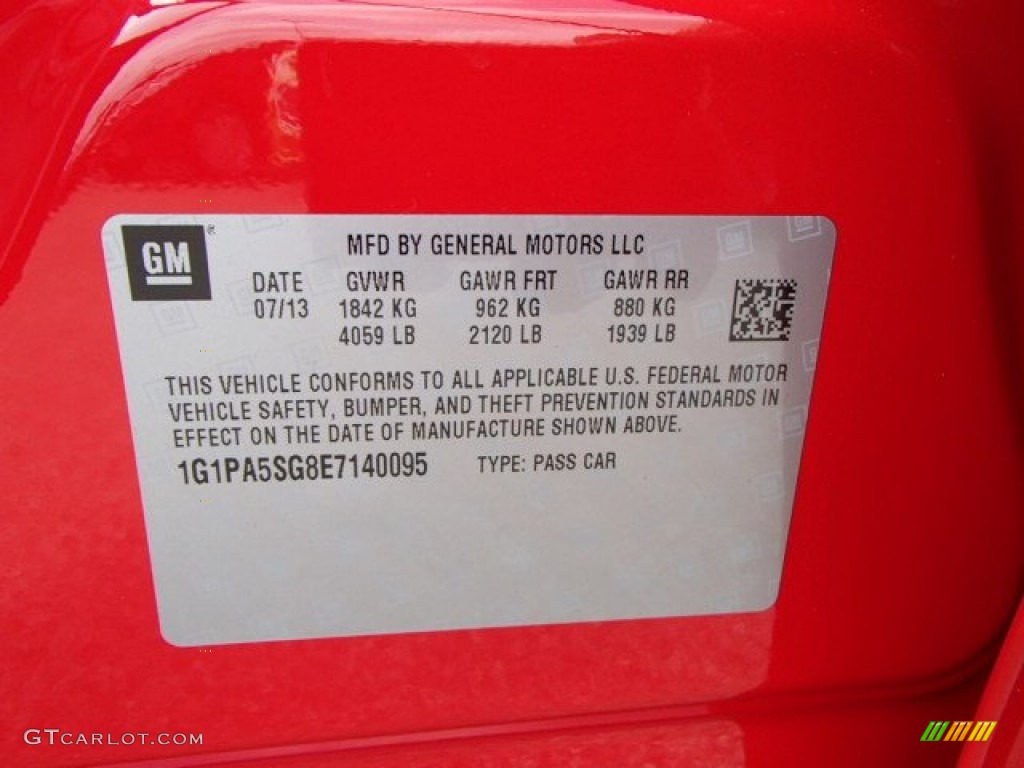 GM®
MFD BY GENERAL MOTORS LLC
DATE GVWR GAWR FRT GAWR RR
07/13 1842 KG 962 KG 880 KG
4059 LB 2120 LB 1939 LB
THIS VEHICLE CONFORMS TO ALL APPLICABLE U.S. FEDERAL MOTOR
VEHICLE SAFETY, BUMPER, AND THEFT PREVENTION STANDARDS IN
EFFECT ON THE DATE OF MANUFACTURE SHOWN ABOVE.
1G1PA5SG8E7140095 TYPE: PASS CAR
GTCARLOT.COM